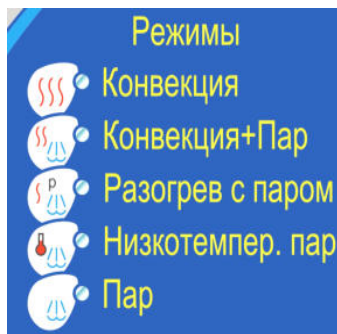 Режимы
Конвекция
Конвекция+Пар
p Разогрев с паром
Низкотемпер. пар
Пар